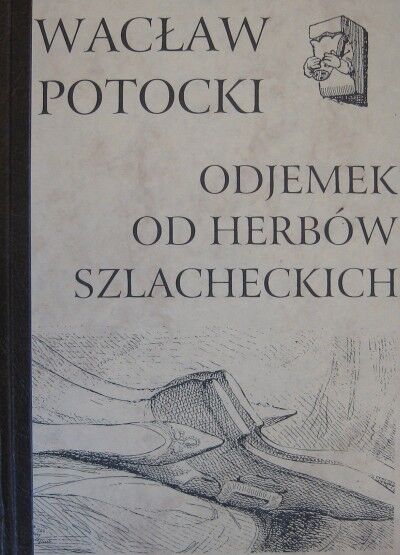 WACŁAW
POTOCKI
ODJEMEK
OD HERBÓW
SZLACHECKICH